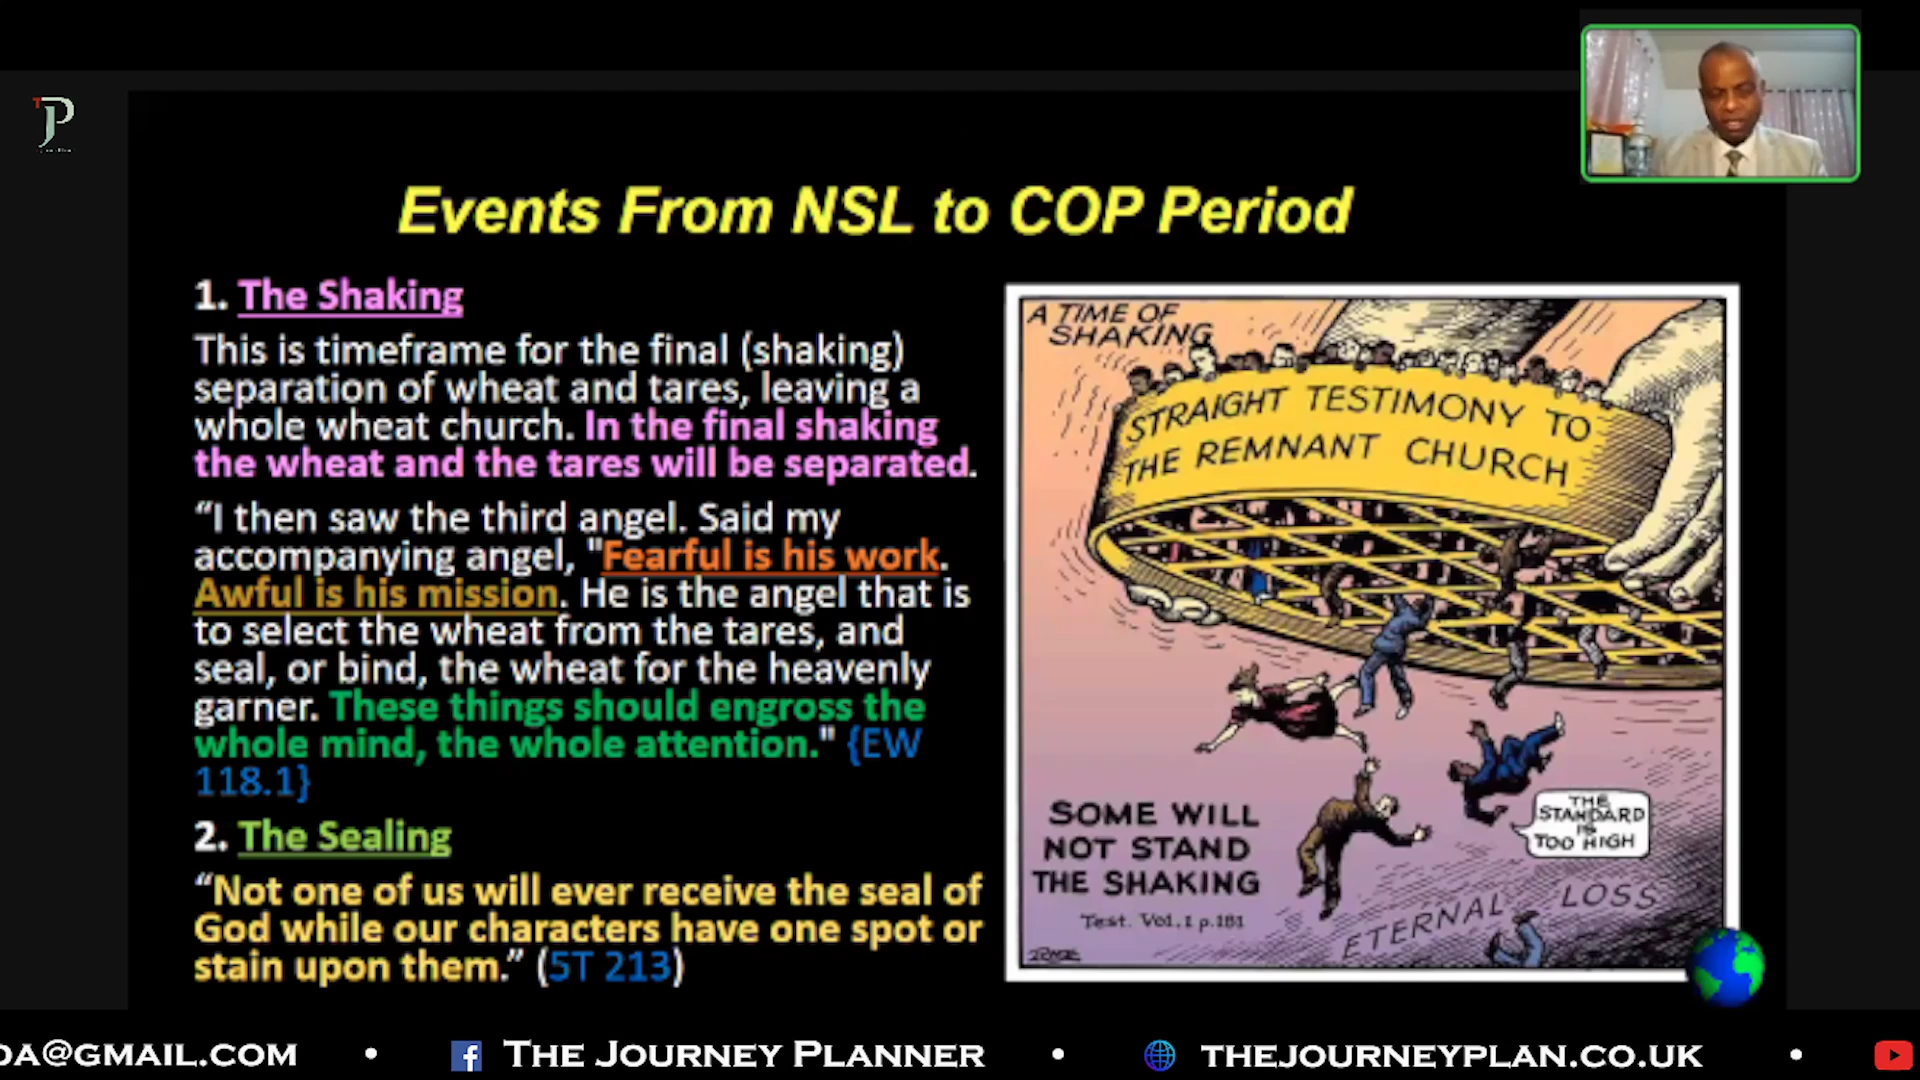 Events From NSL to COP Period
1. The Shaking
This is timeframe for the final (shaking)
separation of wheat and tares, leaving a
whole wheat church. In the final shaking
the wheat and the tares will be separated.
“I then saw the third angel. Said my
accompanying angel, "Fearful is his work.
Awful is his mission. He is the angel that is
to select the wheat from the tares, and
seal, or bind, the wheat for the heavenly
garner. These things should engross the
whole mind, the whole attention." {EW
118.1}
2. The Sealing
“Not one of us will ever receive the seal of
God while our characters have one spot or
stain upon them.” (5T 213)
A TIME OF
SHAKING
STRAIGHT TESTIMONY TO
THE REMNANT CHURCH
THE
STANDARD
IS
TOO HIGH
SOME WILL
NOT STAND
THE SHAKING
Test. Vol. 1 p.181
ETERNAL LOSS
DA@GMAIL.COM • THE JOURNEY PLANNER • THEJOURNEYPLAN.CO.UK •